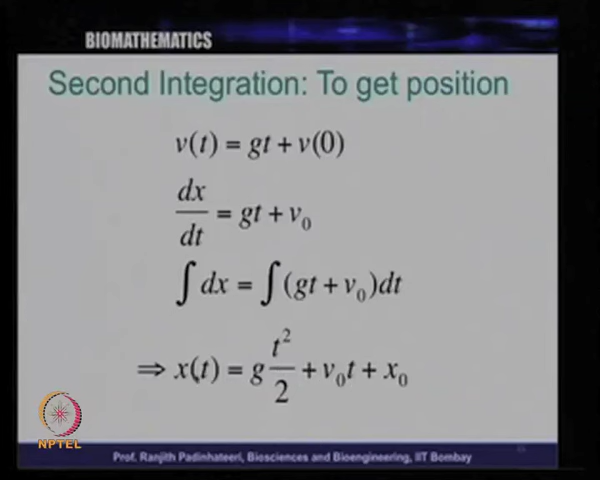 BIOMATHEMATICS
Second Integration: To get position
v(t) = gt + v(0)
dx/dt = gt + v₀
∫ dx = ∫ (gt + v₀)dt
⇒ x(t) = g t²/2 + v₀t + x₀
NPTEL
Prof. Ranjith Padinhateeri, Biosciences and Bioengineering, IIT Bombay